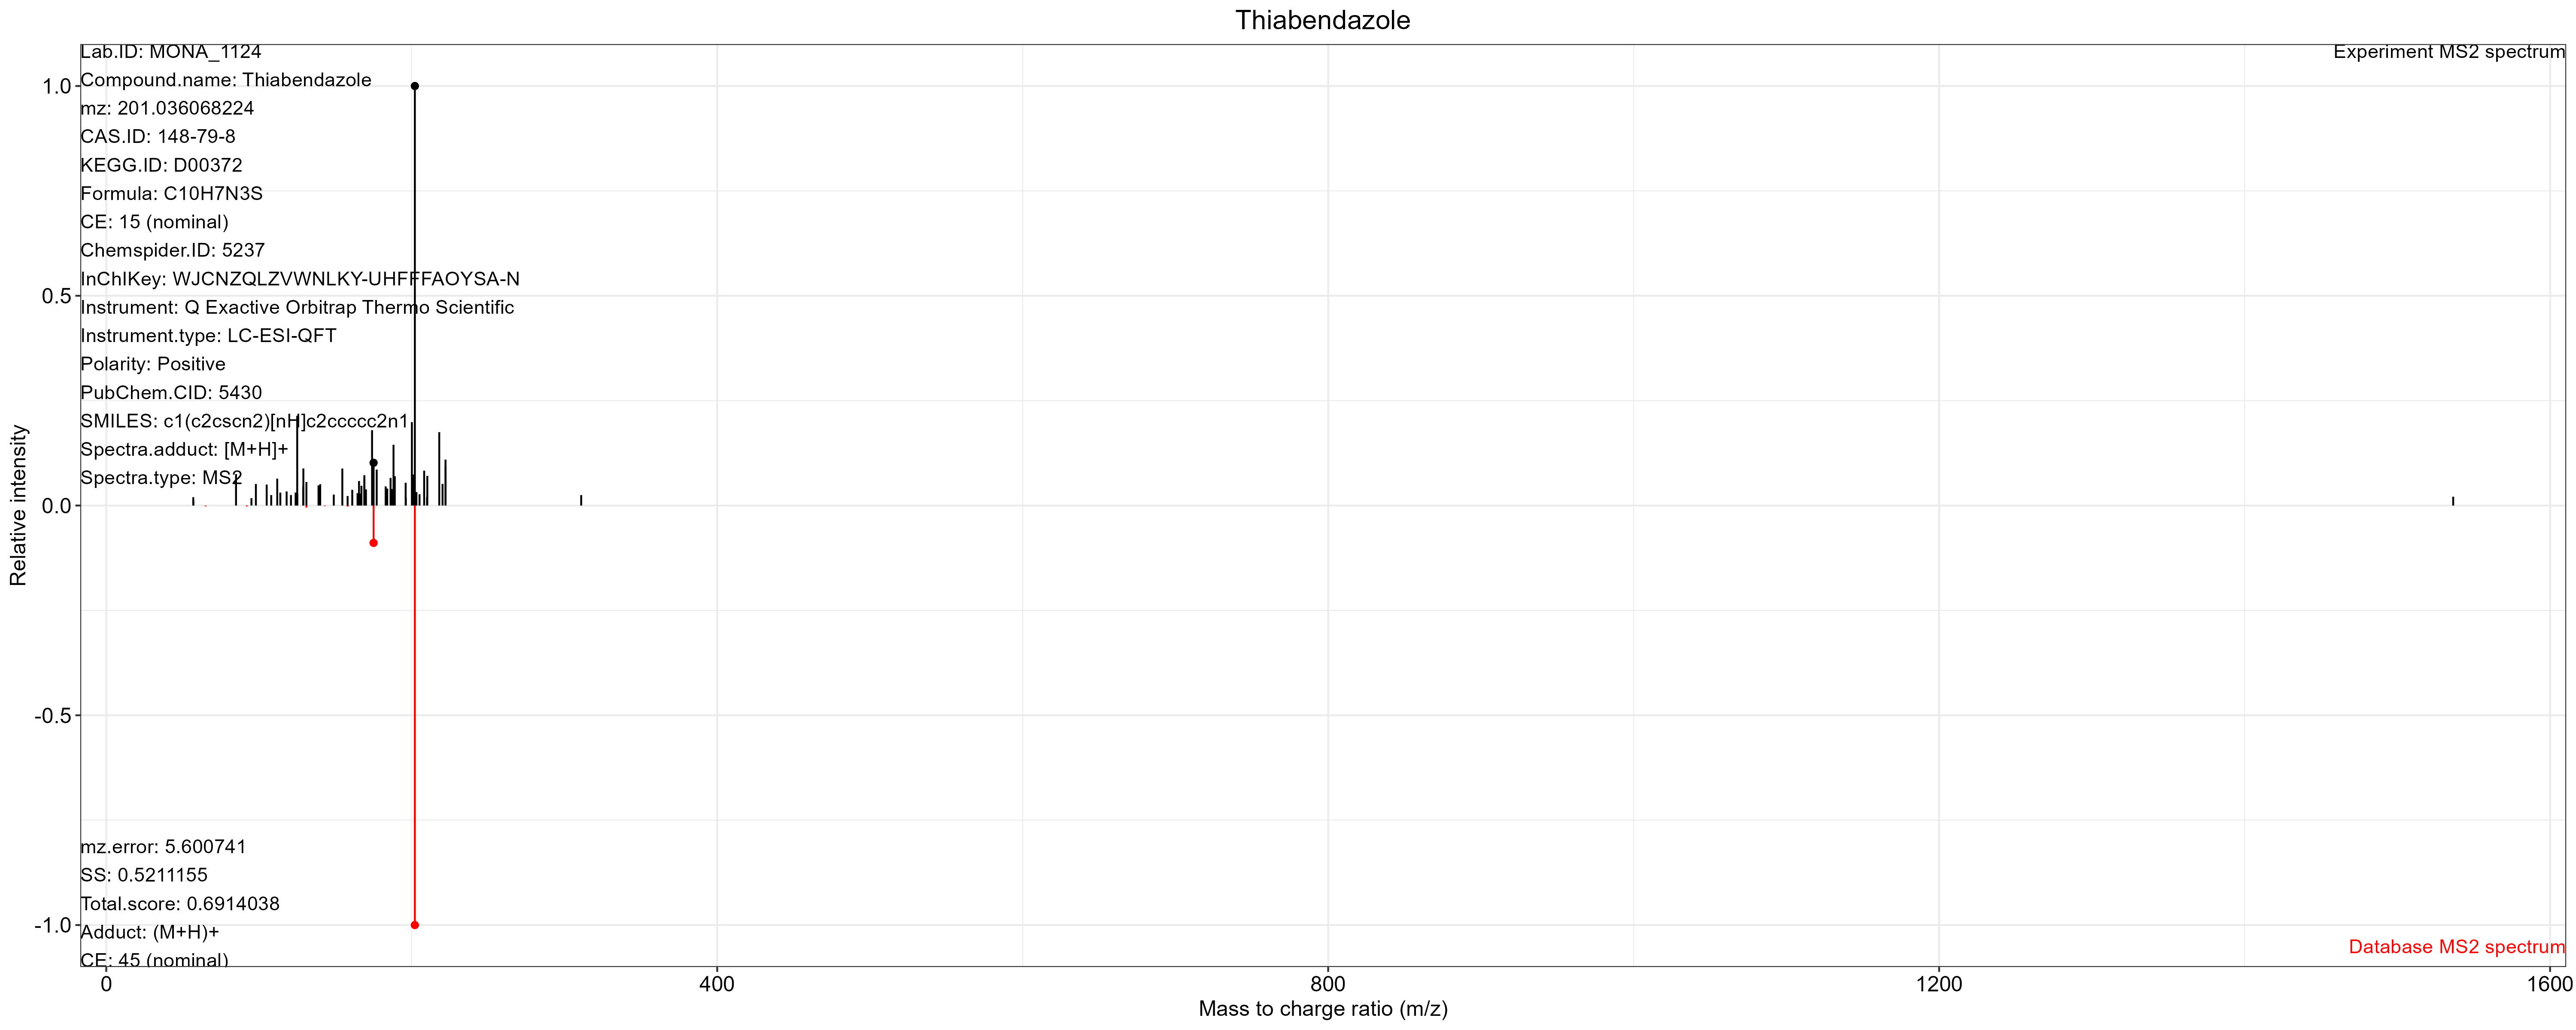 Thiabendazole
Lab.ID: MONA_1124
Experiment MS2 spectrum
Compound.name: Thiabendazole
mz: 201.036068224
CAS.ID: 148-79-8
KEGG.ID: D00372
Formula: C10H7N3S
CE: 15 (nominal)
Chemspider.ID: 5237
InChIKey: WJCNZQLZVWNLKY-UHFFFAOYSA-N
Instrument: Q Exactive Orbitrap Thermo Scientific
Instrument.type: LC-ESI-QFT
Polarity: Positive
PubChem.CID: 5430
SMILES: c1(c2cscn2)[nH]c2ccccc2n1
Spectra.adduct: [M+H]+
Spectra.type: MS2
mz.error: 5.600741
SS: 0.5211155
Total.score: 0.6914038
Adduct: (M+H)+
CE: 45 (nominal)
Database MS2 spectrum
1.0
0.5
0.0
-0.5
-1.0
Relative intensity
0 400 800 1200 1600
Mass to charge ratio (m/z)